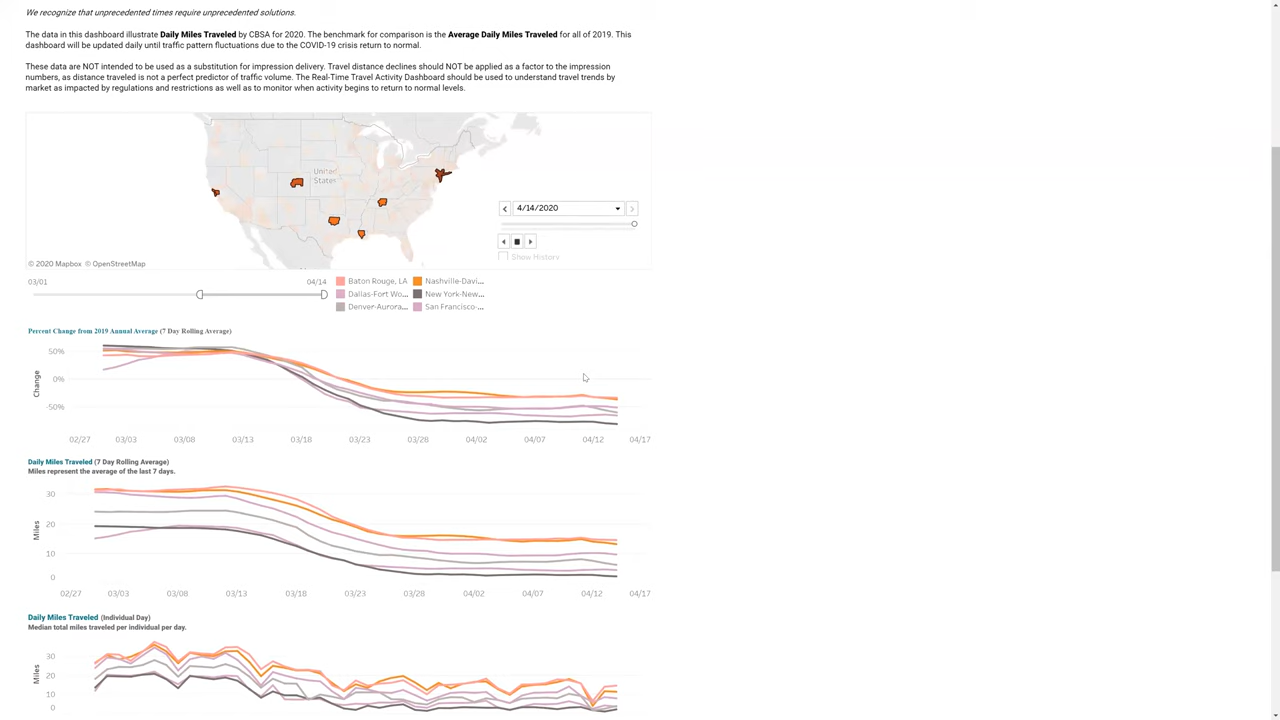 We recognize that unprecedented times require unprecedented solutions.
The data in this dashboard illustrate Daily Miles Traveled by CBSA for 2020. The benchmark for comparison is the Average Daily Miles Traveled for all of 2019. This
dashboard will be updated daily until traffic pattern fluctuations due to the COVID-19 crisis return to normal.
These data are NOT intended to be used as a substitution for impression delivery. Travel distance declines should NOT be applied as a factor to the impression
numbers, as distance traveled is not a perfect predictor of traffic volume. The Real-Time Travel Activity Dashboard should be used to understand travel trends by
market as impacted by regulations and restrictions as well as to monitor when activity begins to return to normal levels.
United
States
4/14/2020
Show History
© 2020 Mapbox © OpenStreetMap
03/01 04/14
Baton Rouge, LA Nashville-Davi...
Dallas-Fort Wo... New York-New...
Denver-Aurora... San Francisco-...
Percent Change from 2019 Annual Average (7 Day Rolling Average)
50%
0%
-50%
Change
02/27 03/03 03/08 03/13 03/18 03/23 03/28 04/02 04/07 04/12 04/17
Daily Miles Traveled (7 Day Rolling Average)
Miles represent the average of the last 7 days.
30
20
10
0
Miles
02/27 03/03 03/08 03/13 03/18 03/23 03/28 04/02 04/07 04/12 04/17
Daily Miles Traveled (Individual Day)
Median total miles traveled per individual per day.
30
20
10
0
Miles